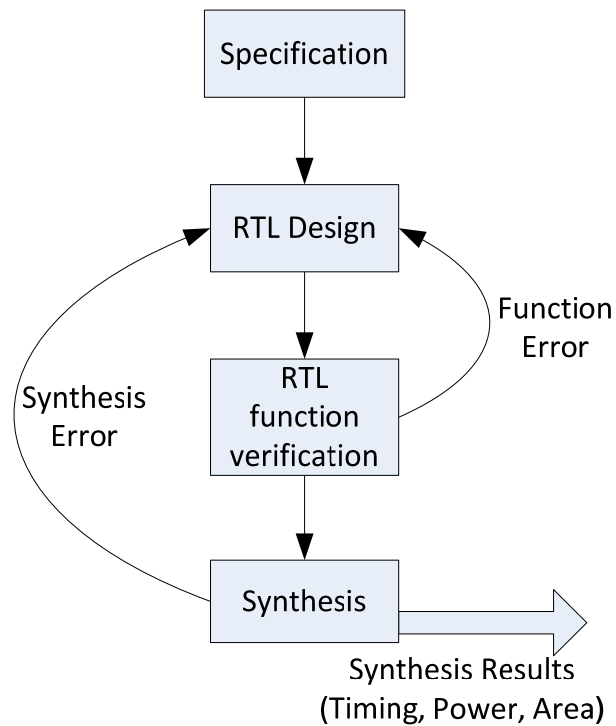 Specification
RTL Design
Function
Error
RTL
function
verification
Synthesis
Error
Synthesis
Synthesis Results
(Timing, Power, Area)